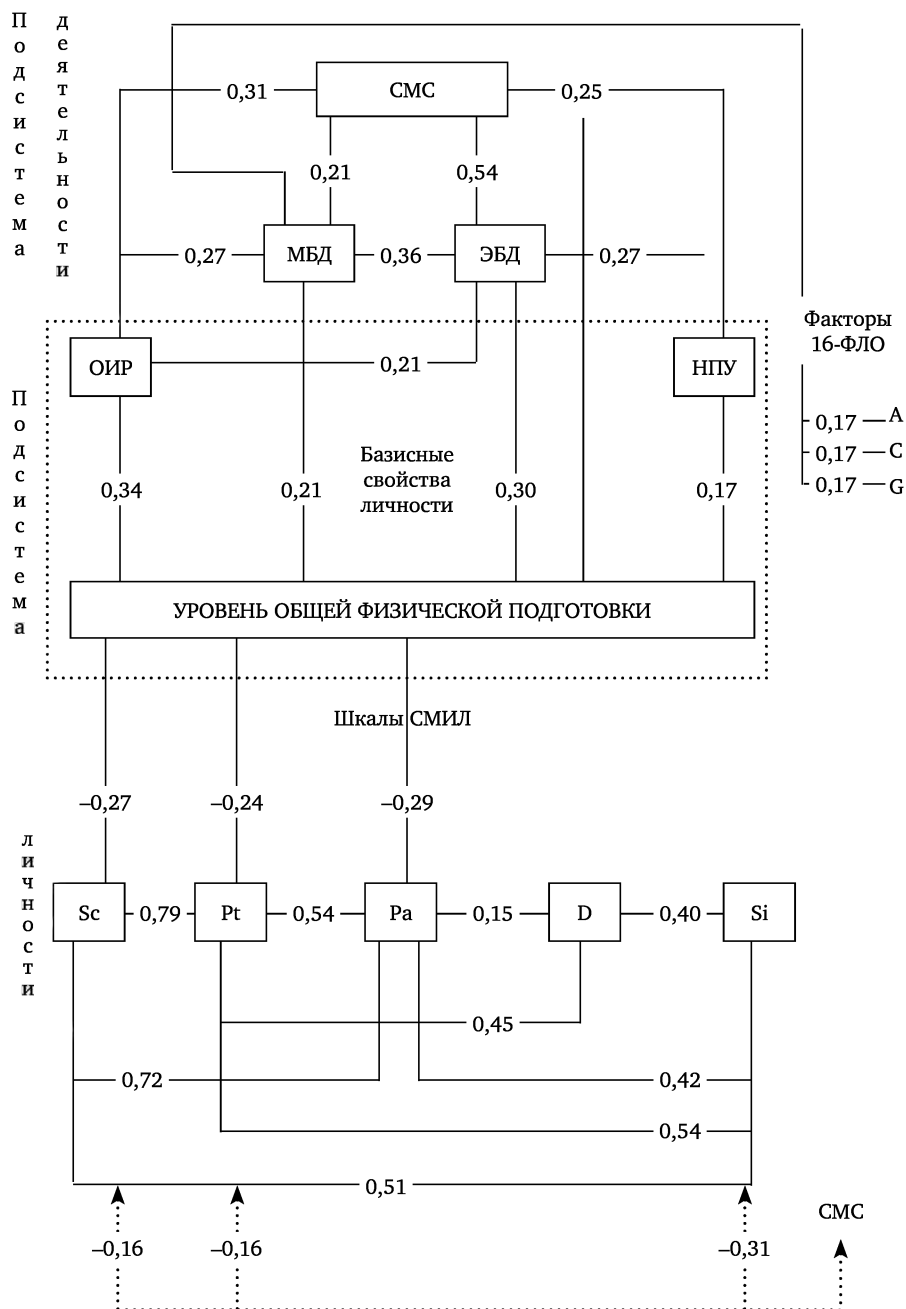 Подсистема
деятельности
0,31
СМС
0,25
0,21
0,54
0,27
МБД
0,36
ЭБД
0,27
Факторы
16-ФЛО
ОИР
0,21
НПУ
0,17
А
0,17
С
0,17
G
Подсистема
Базисные
свойства
личности
0,34
0,21
0,30
0,17
УРОВЕНЬ ОБЩЕЙ ФИЗИЧЕСКОЙ ПОДГОТОВКИ
Шкалы СМИЛ
–0,27
–0,24
–0,29
личности
Sc
0,79
Pt
0,54
Pa
0,15
D
0,40
Si
0,45
0,72
0,42
0,54
0,51
СМС
–0,16
–0,16
–0,31